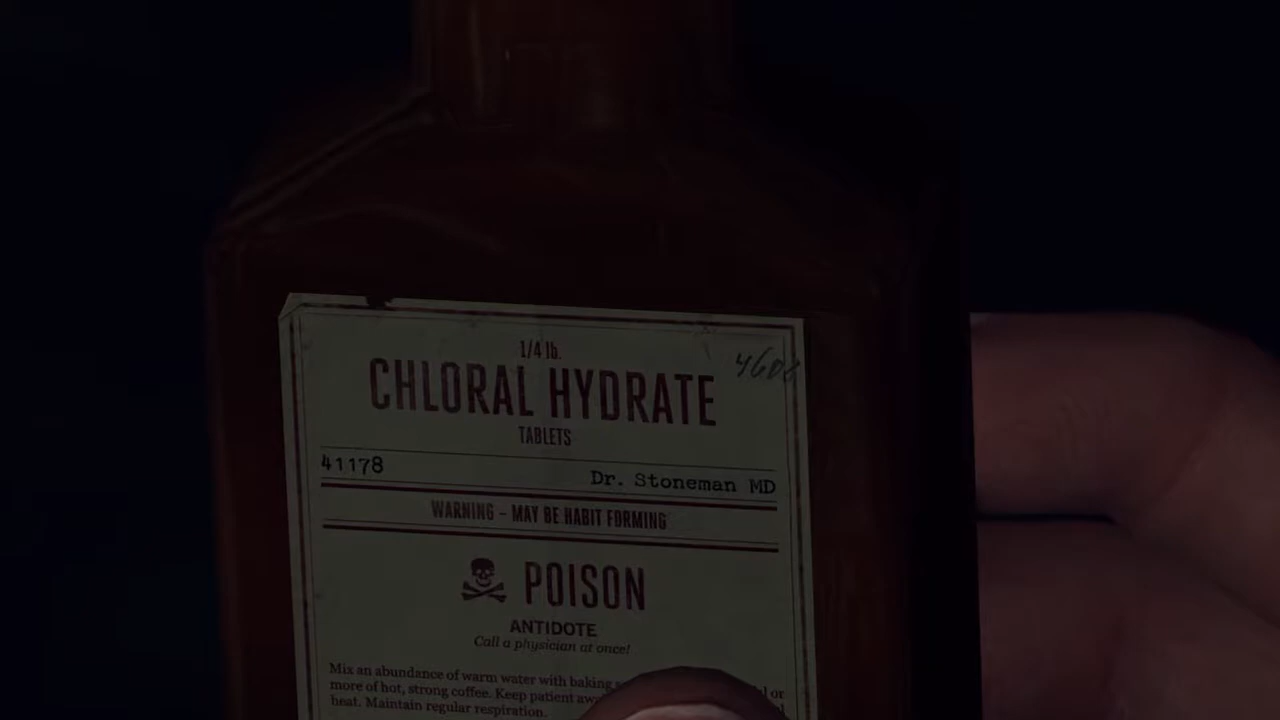 1/4 lb.
CHLORAL HYDRATE
TABLETS
41178
Dr. Stoneman MD
WARNING – MAY BE HABIT FORMING
POISON
ANTIDOTE
Call a physician at once!
Mix an abundance of warm water with baking or
more of hot, strong coffee. Keep patient
heat. Maintain regular respiration.